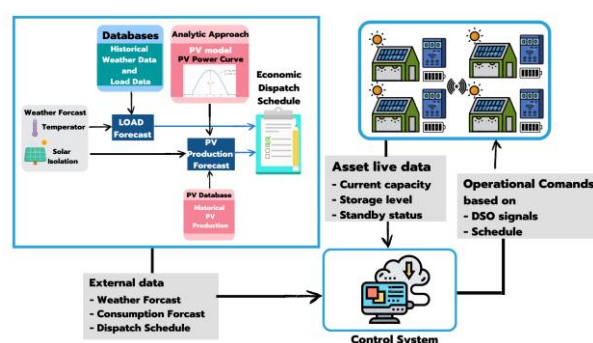 Databases
Historical
Weather Data
and
Load Data
Analytic Approach
PV model
PV Power Curve
Economic
Dispatch
Schedule
Weather Forcast
Temperator
Solar
Isolation
LOAD
Forecast
PV
Production
Forecast
PV Database
Historical
PV
Production
Asset live data
- Current capacity
- Storage level
- Standby status
Operational Comands
based on
- DSO signals
- Schedule
External data
- Weather Forcast
- Consumption Forcast
- Dispatch Schedule
Control System